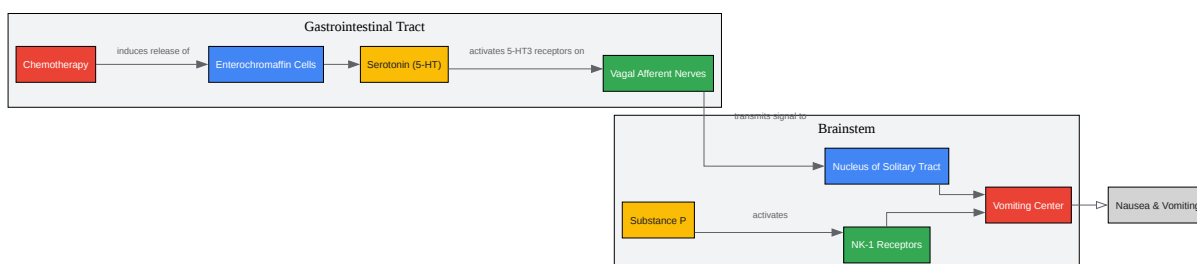 Gastrointestinal Tract
Chemotherapy
induces release of
Enterochromaffin Cells
Serotonin (5-HT)
activates 5-HT3 receptors on
Vagal Afferent Nerves
transmits signal to
Brainstem
Nucleus of Solitary Tract
Substance P
activates
NK-1 Receptors
Vomiting Center
Nausea & Vomiting